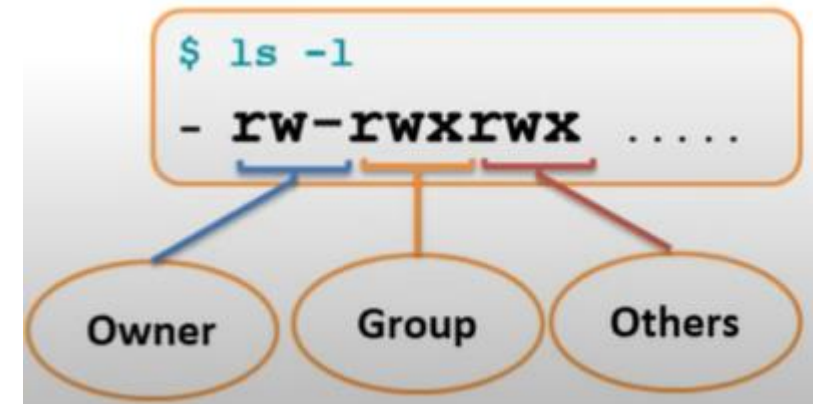 $ ls -l
- rw-rwxrwx .....
Owner Group Others